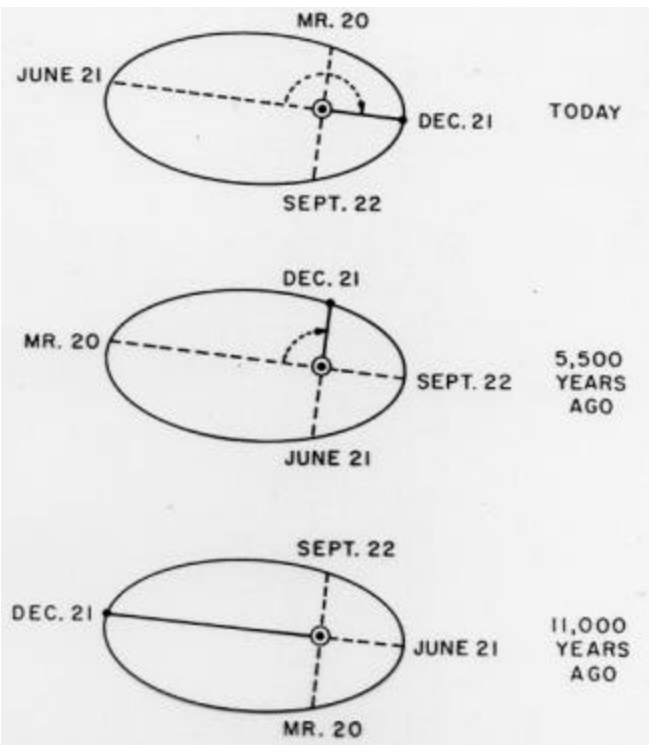 MR. 20
JUNE 21
DEC. 21
TODAY
SEPT. 22
DEC. 21
MR. 20
SEPT. 22
5,500
YEARS
AGO
JUNE 21
SEPT. 22
DEC. 21
JUNE 21
11,000
YEARS
AGO
MR. 20